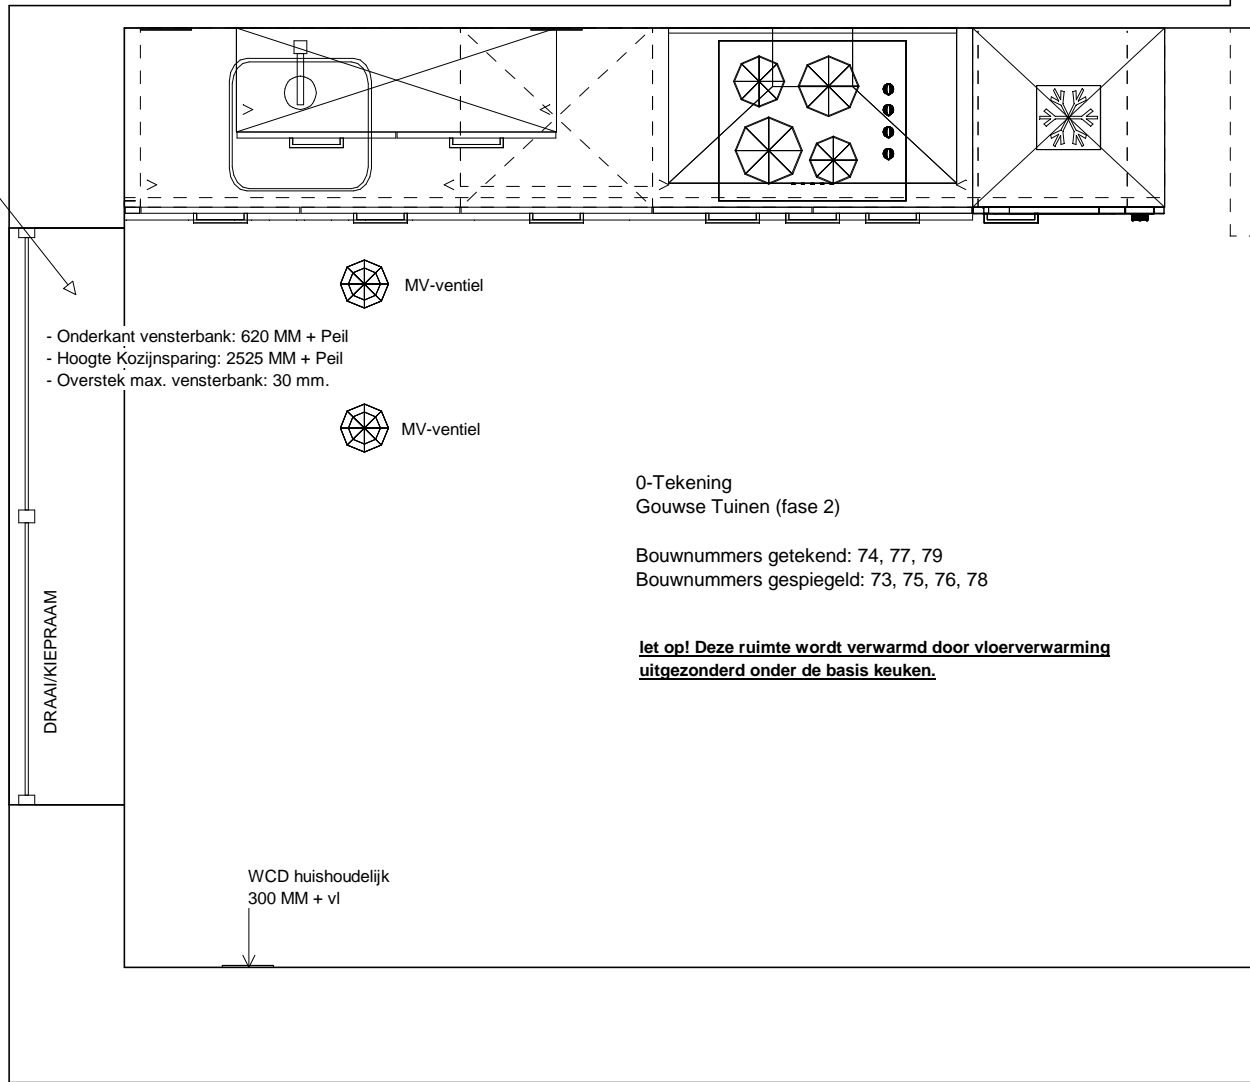 MV-ventiel
- Onderkant vensterbank: 620 MM + Peil
- Hoogte Kozijnsparing: 2525 MM + Peil
- Overstek max. vensterbank: 30 mm.
MV-ventiel
0-Tekening
Gouwse Tuinen (fase 2)
Bouwnummers getekend: 74, 77, 79
Bouwnummers gespiegeld: 73, 75, 76, 78
let op! Deze ruimte wordt verwarmd door vloerverwarming
uitgezonderd onder de basis keuken.
DRAAI/KIEPRAAM
WCD huishoudelijk
300 MM + vl